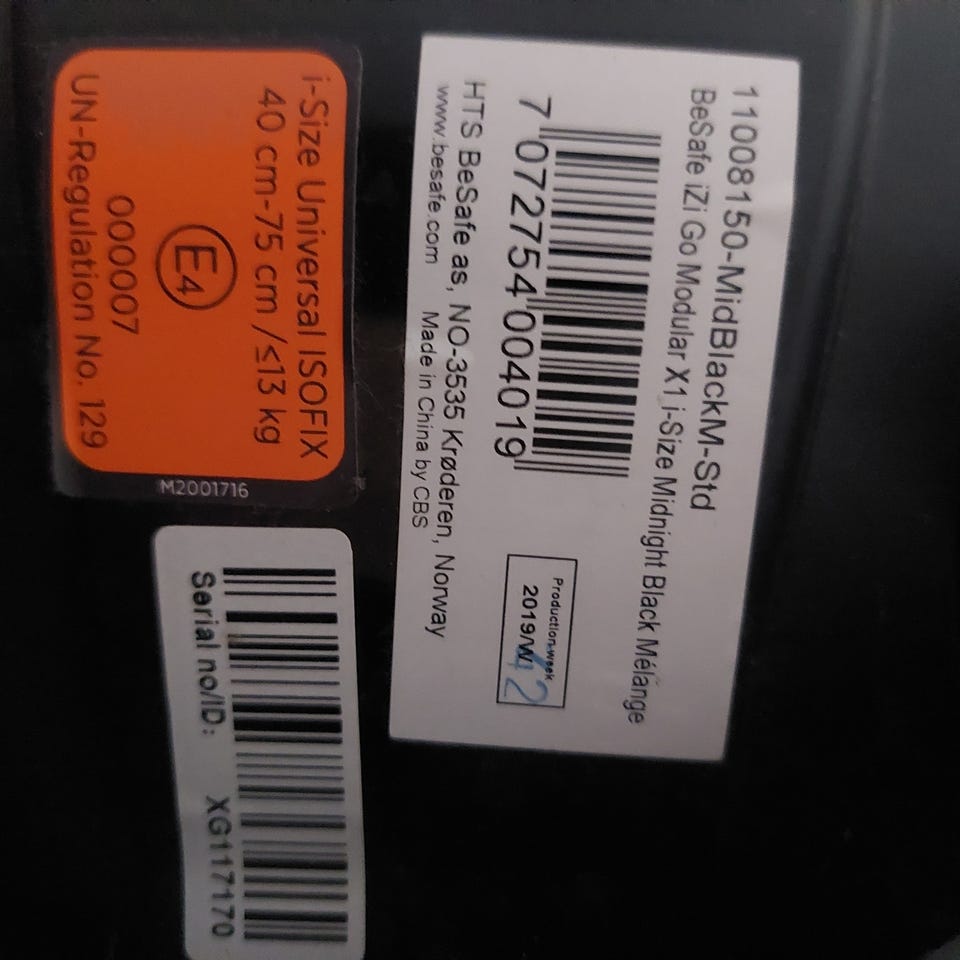 11008150-MidBlackM-Std
BeSafe iZi Go Modular X1 i-Size Midnight Black Mélange
7 072754 004019
Production week
2019/W 42
HTS BeSafe as, NO-3535 Krøderen, Norway
www.besafe.com Made in China by CBS
i-Size Universal ISOFIX
40 cm-75 cm /≤13 kg
E4
000007
UN-Regulation No. 129
M2001716
Serial no/ID: XG117170